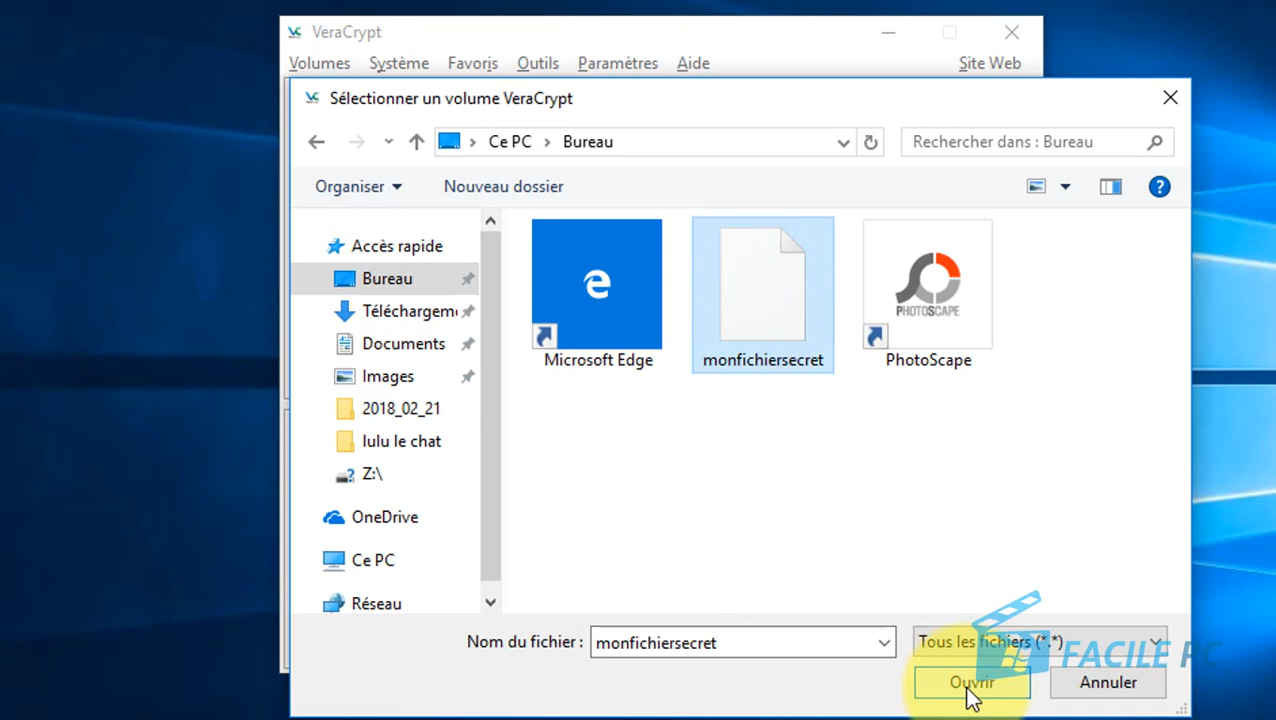 VeraCrypt
Volumes Système Favoris Outils Paramètres Aide Site Web
Sélectionner un volume VeraCrypt
Ce PC > Bureau
Rechercher dans : Bureau
Organiser Nouveau dossier
Accès rapide
Bureau
Téléchargem
Documents
Images
2018_02_21
lulu le chat
Z:\
OneDrive
Ce PC
Réseau
PHOTOSCAPE
Microsoft Edge monfichiersecret PhotoScape
Nom du fichier : monfichiersecret Tous les fichiers (*.*)
FACILE PC
Ouvrir Annuler